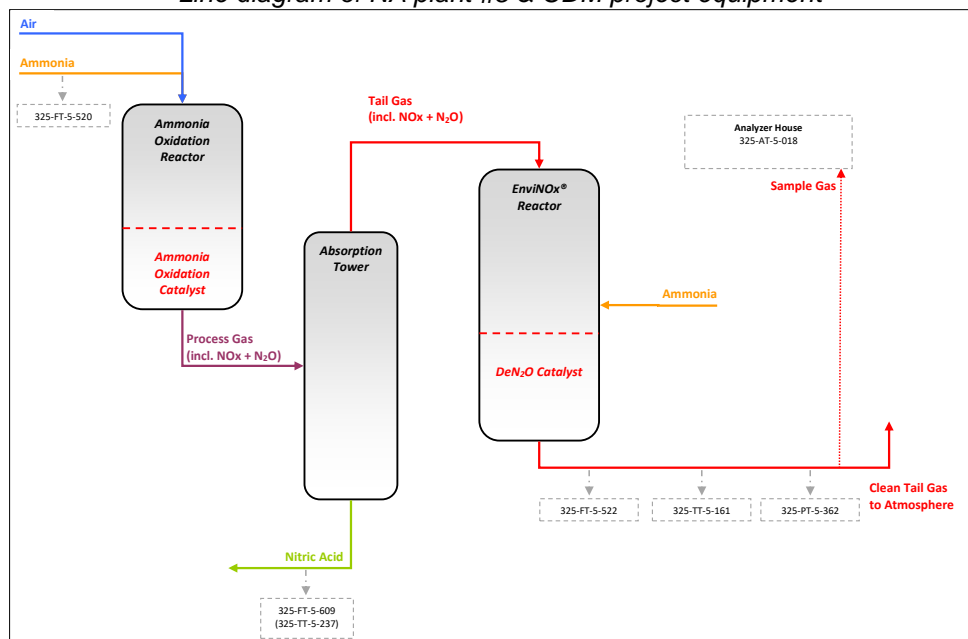 Air
Ammonia
325-FT-5-520
Ammonia
Oxidation
Reactor
Ammonia
Oxidation
Catalyst
Process Gas
(incl. NOx + N₂O)
Tail Gas
(incl. NOx + N₂O)
Absorption
Tower
EnviNOx®
Reactor
DeN₂O Catalyst
Ammonia
Analyzer House
325-AT-5-018
Sample Gas
Clean Tail Gas
to Atmosphere
325-FT-5-522
325-TT-5-161
325-PT-5-362
Nitric Acid
325-FT-5-609
(325-TT-5-237)